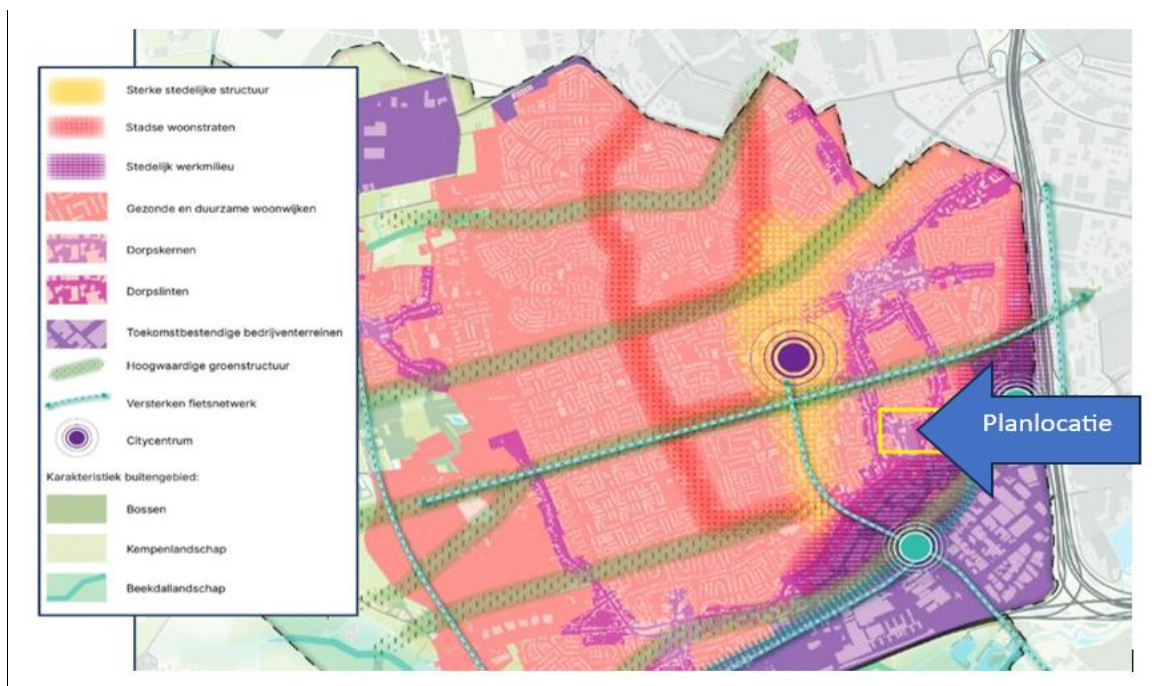 Sterke stedelijke structuur
Stadse woonstraten
Stedelijk werkmilieu
Gezonde en duurzame woonwijken
Dorpskernen
Dorpslinten
Toekomstbestendige bedrijventerreinen
Hoogwaardige groenstructuur
Versterken fietsnetwerk
Citycentrum
Karakteristiek buitengebied:
Bossen
Kempenlandschap
Beekdallandschap
Planlocatie